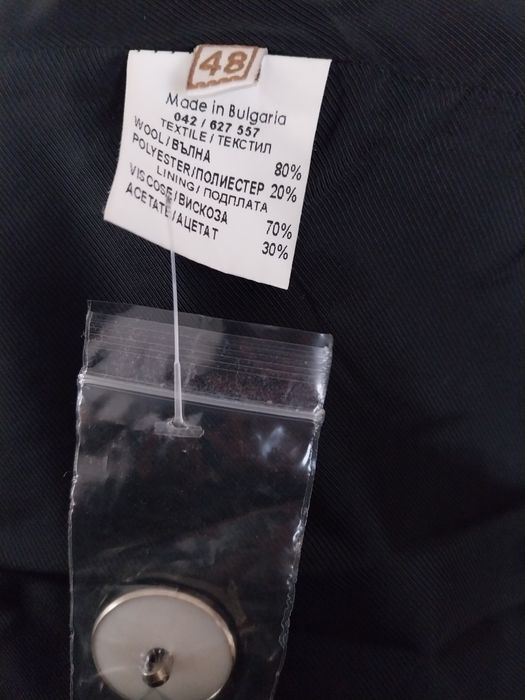 48
Made in Bulgaria
042 / 627 557
TEXTILE / ТЕКСТИЛ
WOOL / ВЪЛНА 80%
POLYESTER/ПОЛИЕСТЕР 20%
LINING / ПОДПЛАТА
VISCOSE/ВИСКОЗА 70%
ACETATE/АЦЕТАТ 30%